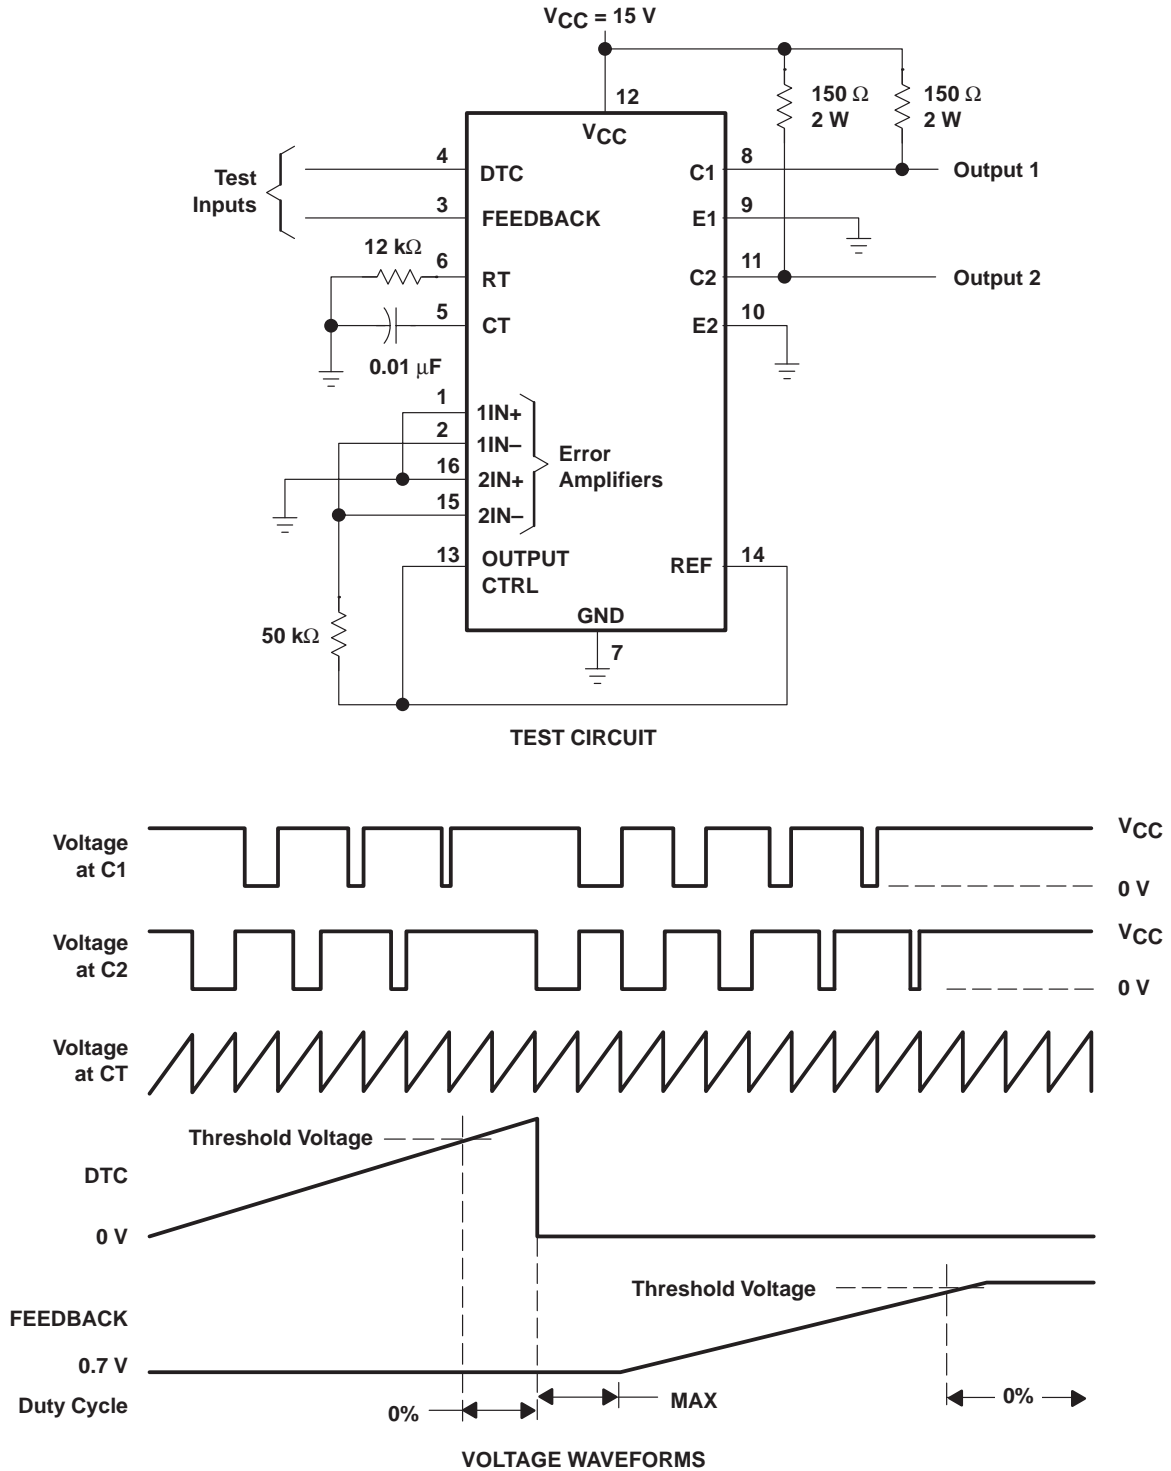 VCC = 15 V
12
150 Ω
2 W
150 Ω
2 W
VCC
Test
Inputs
4
DTC
3
FEEDBACK
12 kΩ
6
RT
5
CT
0.01 μF
1
1IN+
2
1IN–
16
2IN+
15
2IN–
Error
Amplifiers
13
OUTPUT
CTRL
50 kΩ
C1
8
Output 1
E1
9
C2
11
Output 2
E2
10
REF
14
GND
7
TEST CIRCUIT
Voltage
at C1
VCC
0 V
Voltage
at C2
VCC
0 V
Voltage
at CT
Threshold Voltage
DTC
0 V
Threshold Voltage
FEEDBACK
0.7 V
Duty Cycle
0%
MAX
0%
VOLTAGE WAVEFORMS